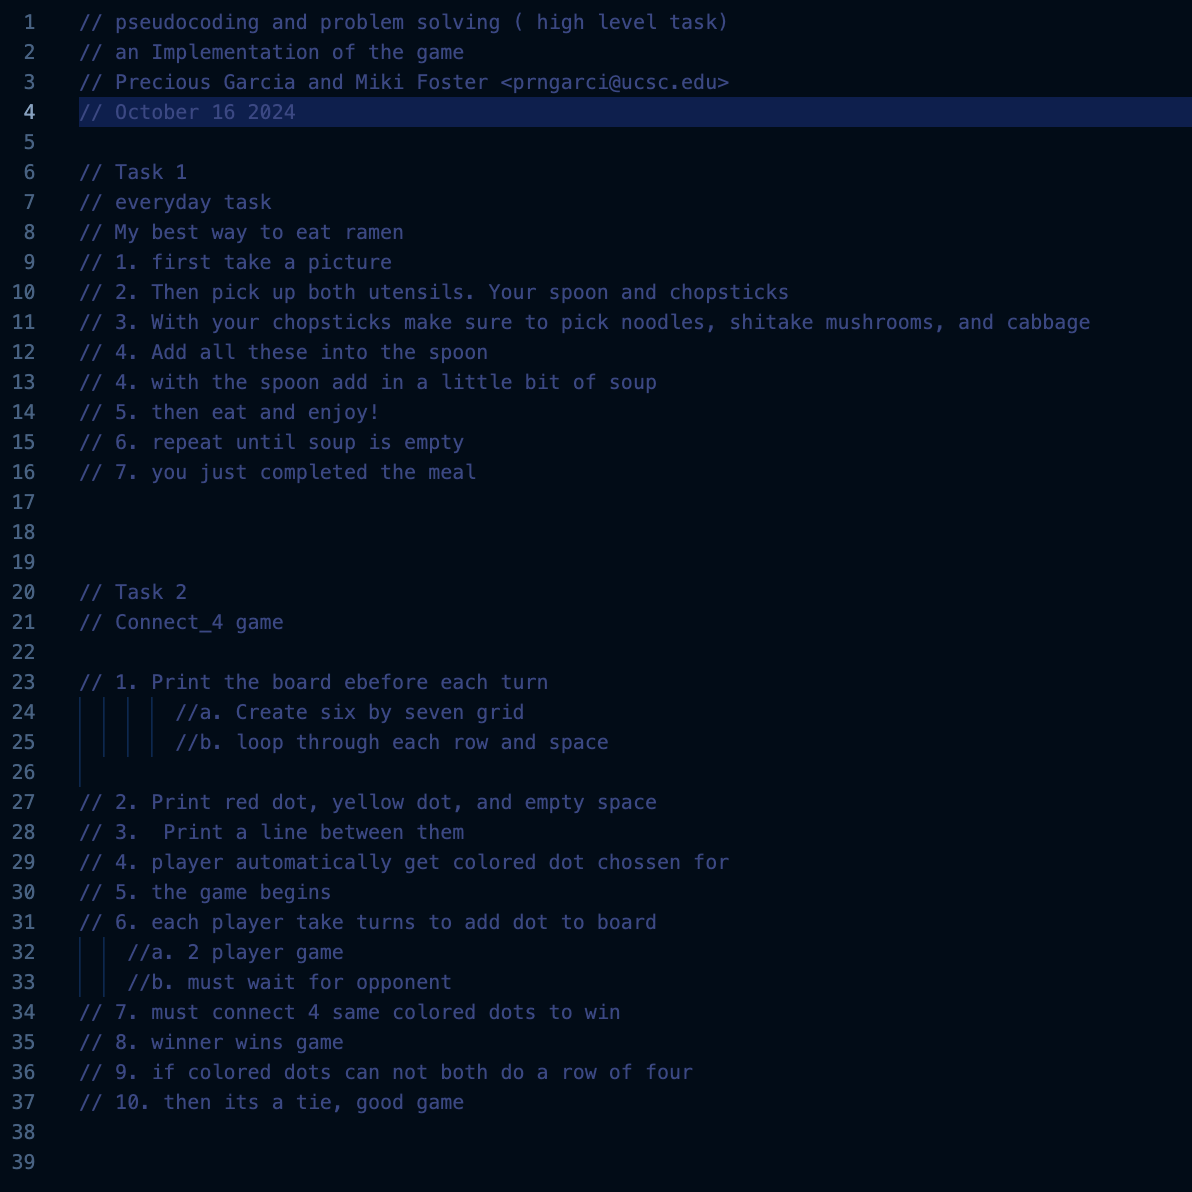 1 // pseudocoding and problem solving ( high level task)
2 // an Implementation of the game
3 // Precious Garcia and Miki Foster <prngarci@ucsc.edu>
4 // October 16 2024
5
6 // Task 1
7 // everyday task
8 // My best way to eat ramen
9 // 1. first take a picture
10 // 2. Then pick up both utensils. Your spoon and chopsticks
11 // 3. With your chopsticks make sure to pick noodles, shitake mushrooms, and cabbage
12 // 4. Add all these into the spoon
13 // 4. with the spoon add in a little bit of soup
14 // 5. then eat and enjoy!
15 // 6. repeat until soup is empty
16 // 7. you just completed the meal
17
18
19
20 // Task 2
21 // Connect_4 game
22
23 // 1. Print the board ebefore each turn
24 //a. Create six by seven grid
25 //b. loop through each row and space
26
27 // 2. Print red dot, yellow dot, and empty space
28 // 3.  Print a line between them
29 // 4. player automatically get colored dot chossen for
30 // 5. the game begins
31 // 6. each player take turns to add dot to board
32 //a. 2 player game
33 //b. must wait for opponent
34 // 7. must connect 4 same colored dots to win
35 // 8. winner wins game
36 // 9. if colored dots can not both do a row of four
37 // 10. then its a tie, good game
38
39